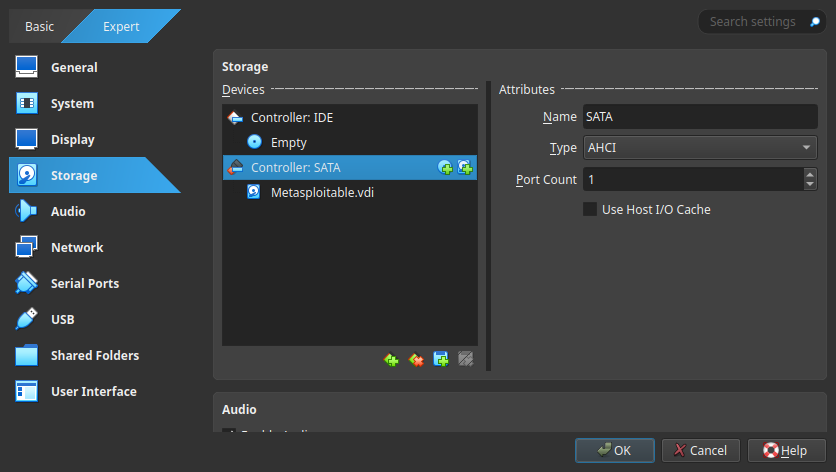 Basic
Expert
Search settings
General
System
Display
Storage
Audio
Network
Serial Ports
USB
Shared Folders
User Interface
Storage
Devices
Controller: IDE
Empty
Controller: SATA
Metasploitable.vdi
Attributes
Name SATA
Type AHCI
Port Count 1
Use Host I/O Cache
Audio
OK
Cancel
Help